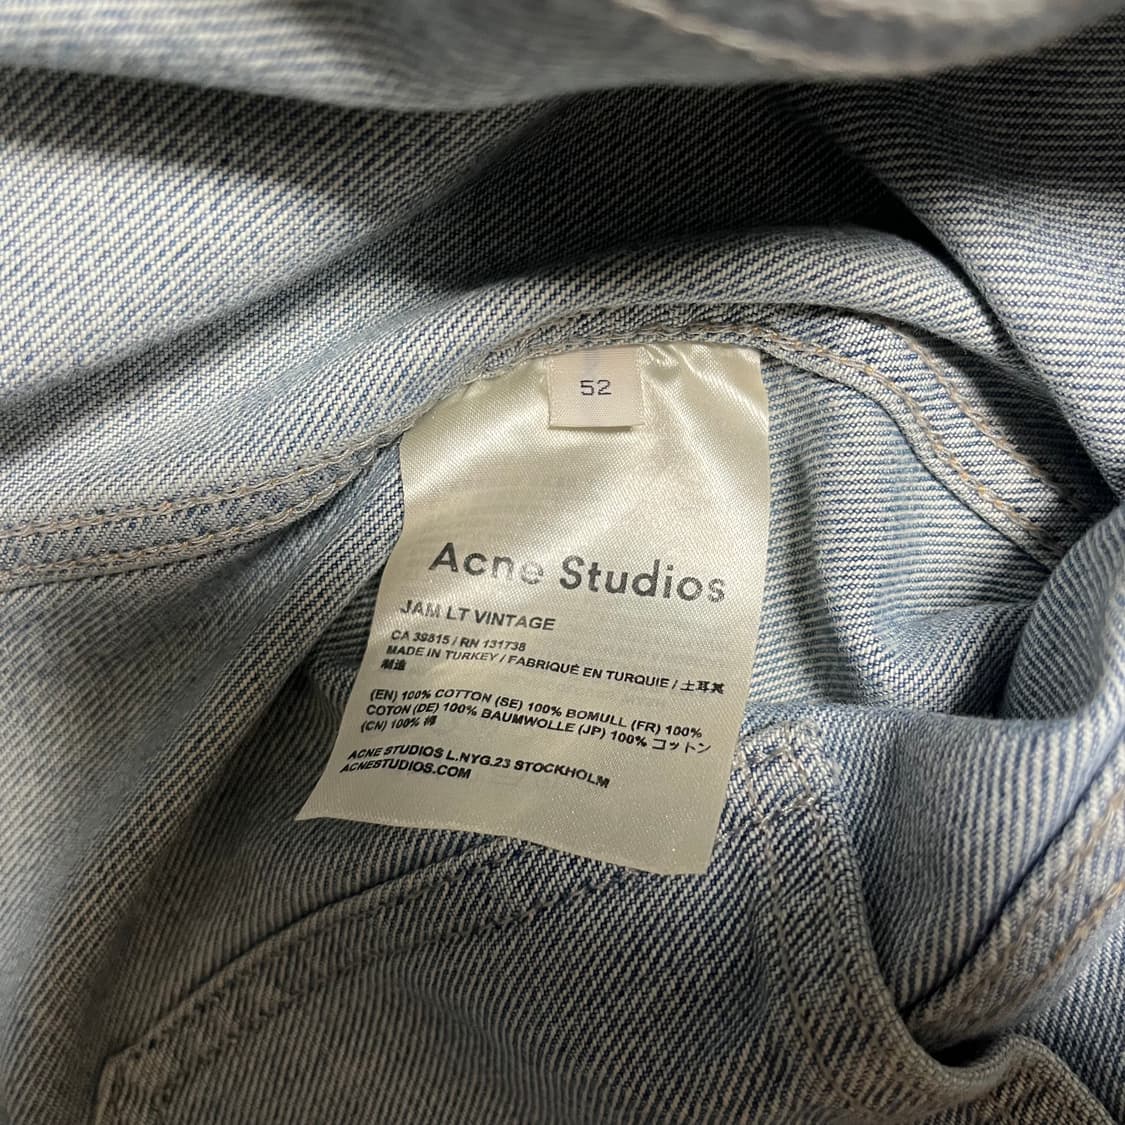 52
Acne Studios
JAM LT VINTAGE
CA 39815 / RN 131738
MADE IN TURKEY / FABRIQUÉ EN TURQUIE / 土耳其
制造
(EN) 100% COTTON (SE) 100% BOMULL (FR) 100%
COTON (DE) 100% BAUMWOLLE (JP) 100% コットン
(CN) 100% 棉
ACNE STUDIOS L.NYG.23 STOCKHOLM
ACNESTUDIOS.COM